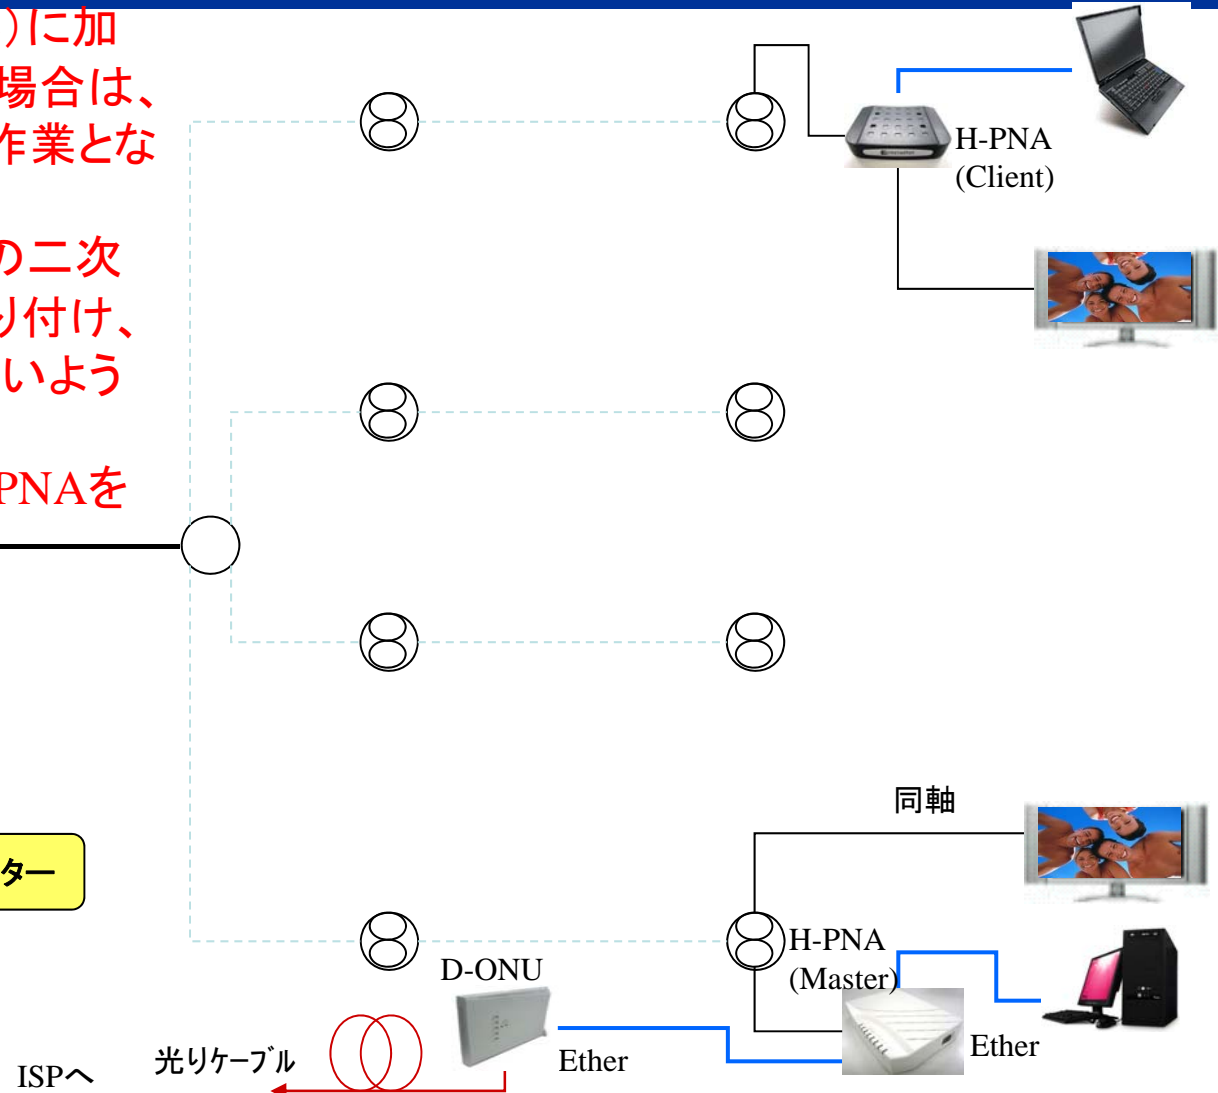 ）に加
場合は、
作業とな
の二次
り付け、
いよう
PNAを
H-PNA
(Client)
同軸
ター
H-PNA
(Master)
D-ONU
Ether
Ether
光りケーブル
ISPへ